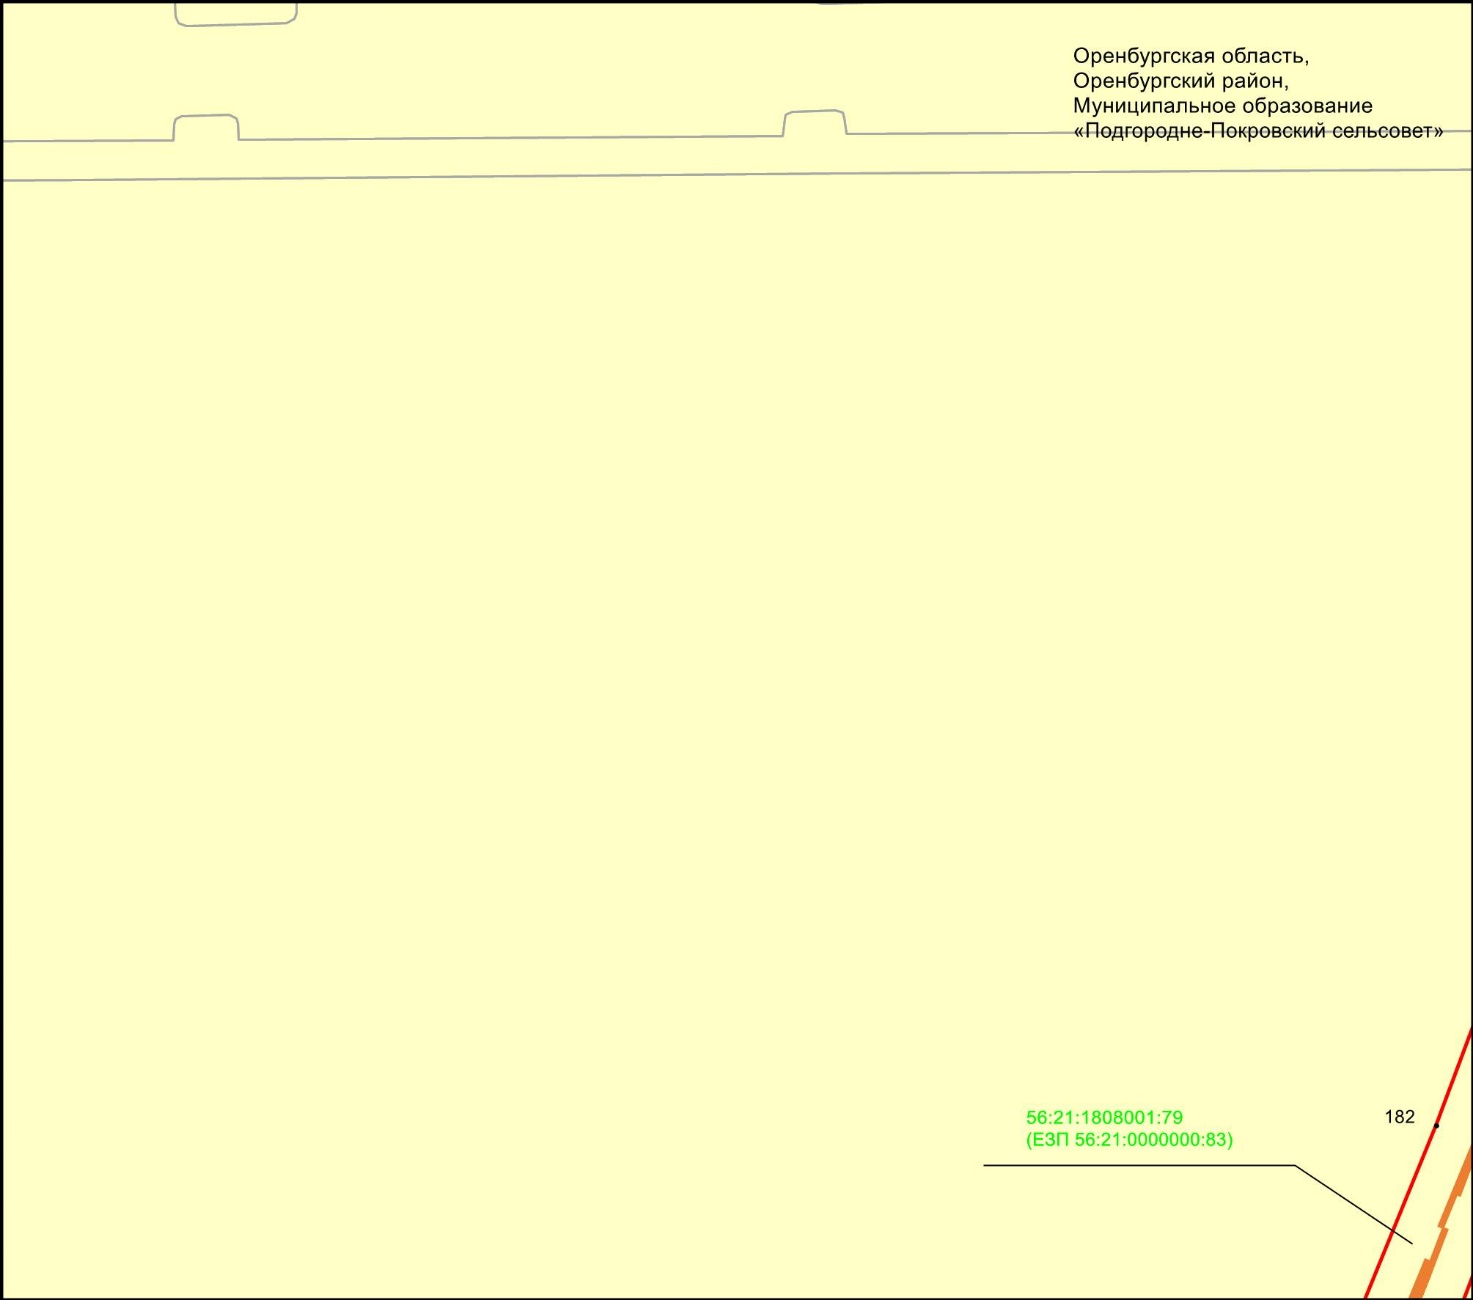 Оренбургская область,
Оренбургский район,
Муниципальное образование
«Подгородне-Покровский сельсовет»
56:21:1808001:79
(ЕЗП 56:21:0000000:83)
182